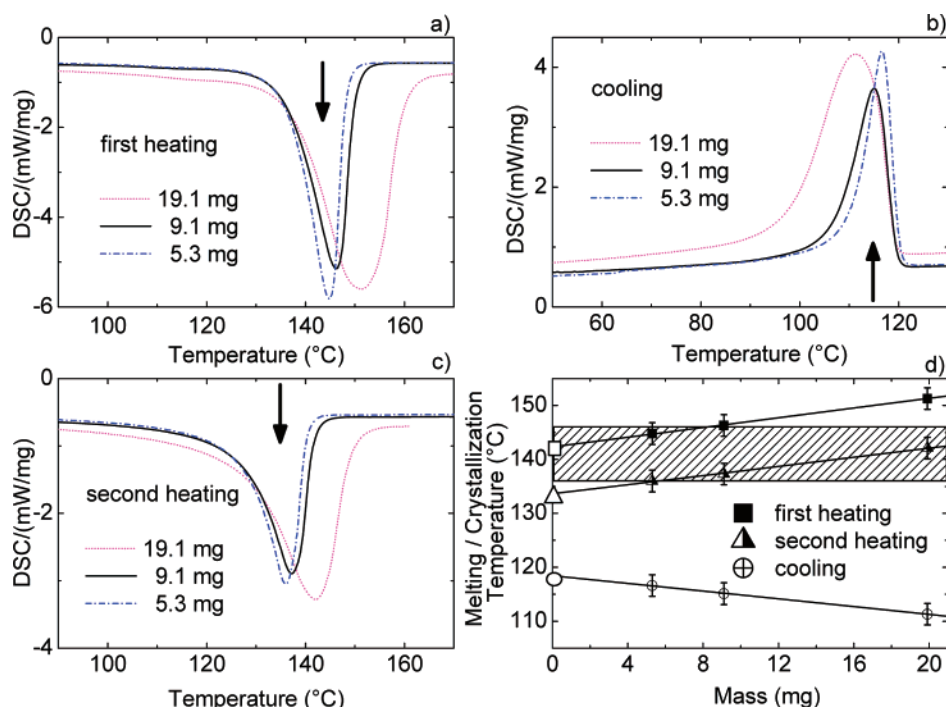 a)
0
-2
-4
-6
DSC/(mW/mg)
first heating
19.1 mg
9.1 mg
5.3 mg
100
120
140
160
Temperature (°C)
b)
4
2
0
DSC/(mW/mg)
cooling
19.1 mg
9.1 mg
5.3 mg
60
80
100
120
Temperature (°C)
c)
0
-2
-4
DSC/(mW/mg)
second heating
19.1 mg
9.1 mg
5.3 mg
100
120
140
160
Temperature (°C)
d)
150
140
130
120
110
Melting / Crystallization
Temperature (°C)
first heating
second heating
cooling
0
4
8
12
16
20
Mass (mg)